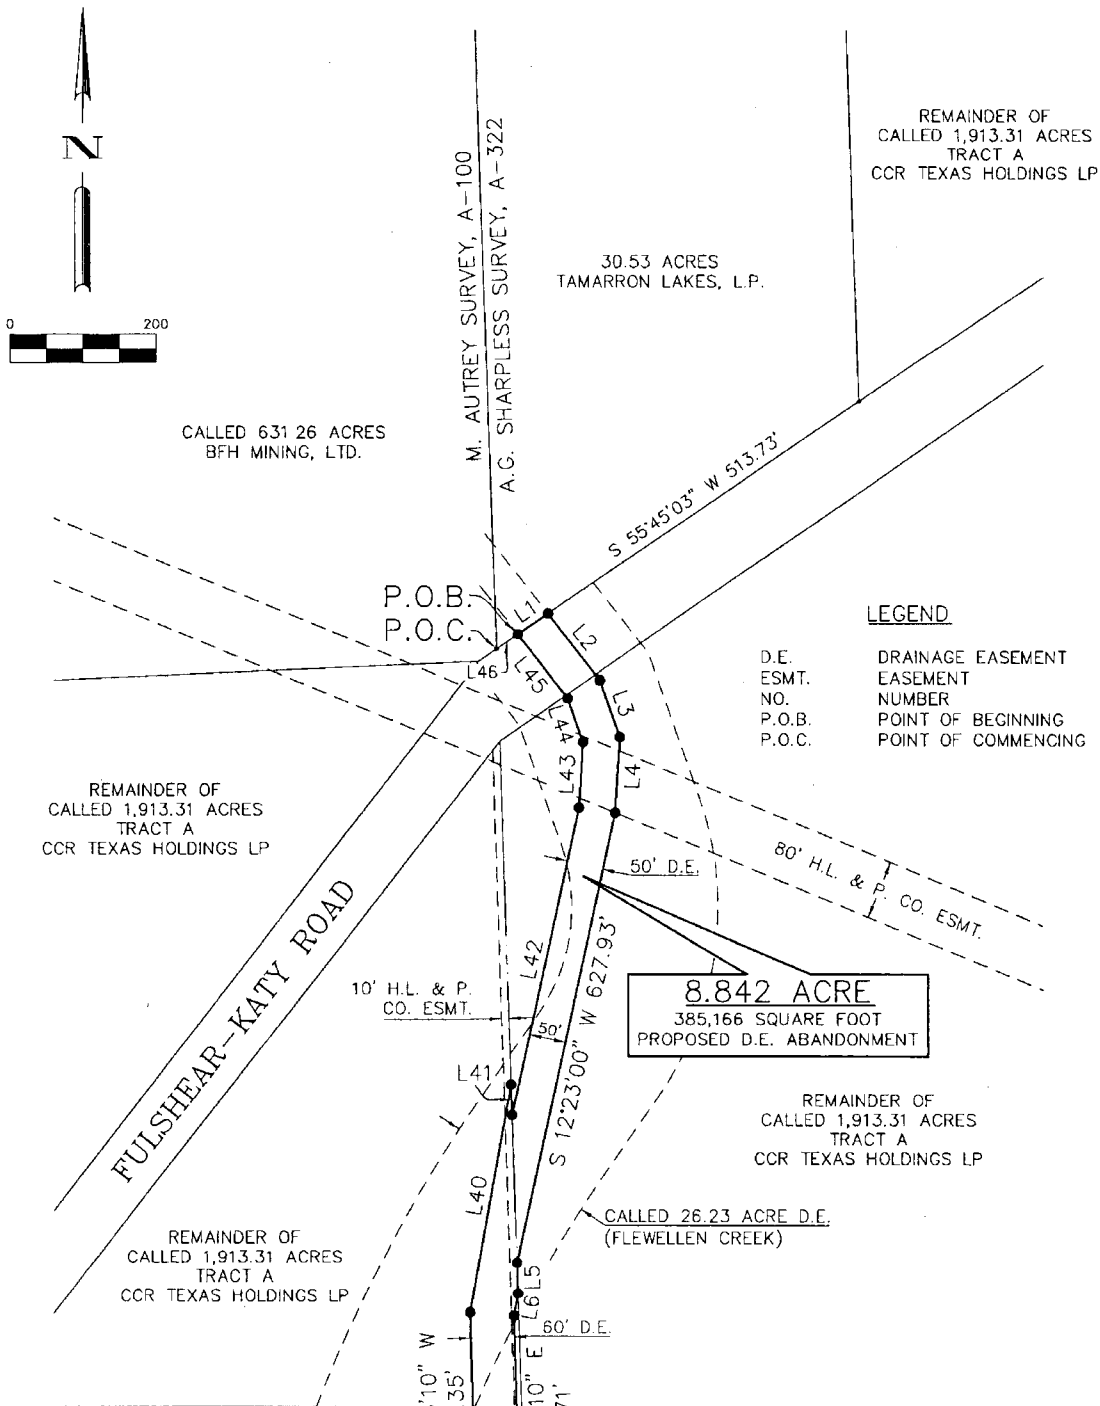 N
0 200
REMAINDER OF
CALLED 1,913.31 ACRES
TRACT A
CCR TEXAS HOLDINGS LP
M. AUTREY SURVEY, A-100
A.G. SHARPLESS SURVEY, A-322
30.53 ACRES
TAMARRON LAKES, L.P.
CALLED 631 26 ACRES
BFH MINING, LTD.
S 55°45'03" W 513.73'
P.O.B.
P.O.C.
L1
L2
L46
L45
L3
L44
L43
L4
LEGEND
D.E. DRAINAGE EASEMENT
ESMT. EASEMENT
NO. NUMBER
P.O.B. POINT OF BEGINNING
P.O.C. POINT OF COMMENCING
REMAINDER OF
CALLED 1,913.31 ACRES
TRACT A
CCR TEXAS HOLDINGS LP
80' H.L. & P. CO. ESMT.
50' D.E.
FULSHEAR-KATY ROAD
L42
10' H.L. & P.
CO. ESMT.
50'
S 12°23'00" W 627.93'
8.842 ACRE
385,166 SQUARE FOOT
PROPOSED D.E. ABANDONMENT
L41
REMAINDER OF
CALLED 1,913.31 ACRES
TRACT A
CCR TEXAS HOLDINGS LP
L40
CALLED 26.23 ACRE D.E.
(FLEWELLEN CREEK)
REMAINDER OF
CALLED 1,913.31 ACRES
TRACT A
CCR TEXAS HOLDINGS LP
L5
L6
60' D.E.
'10" W
35'
10" E
71'